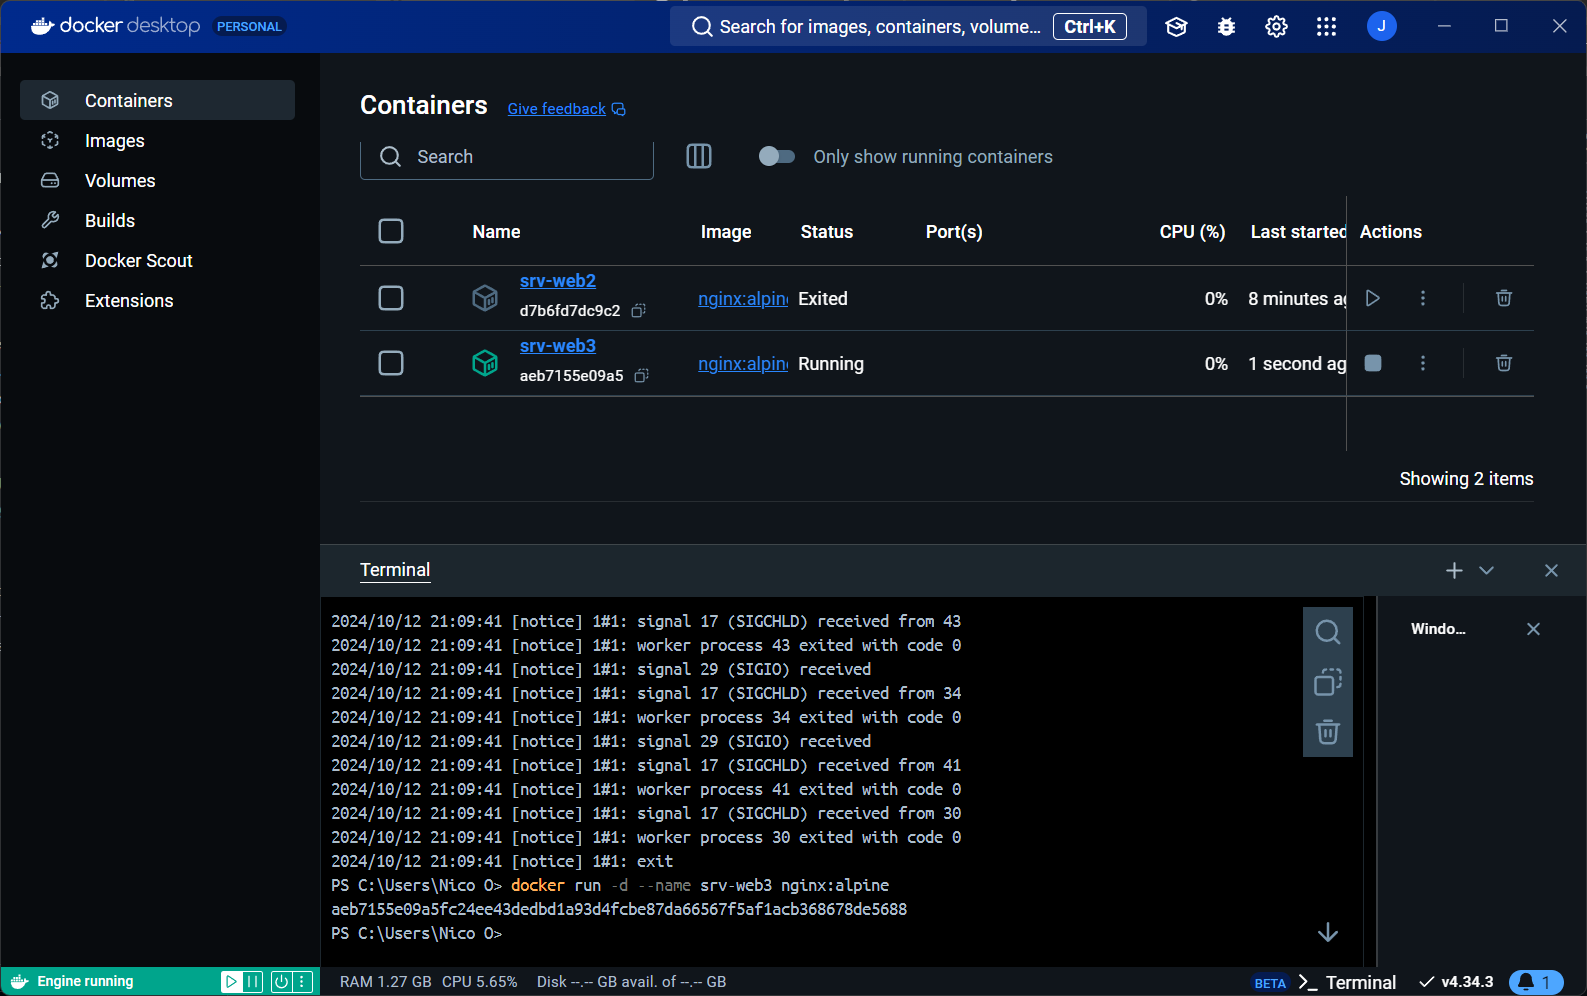 docker desktop PERSONAL
Search for images, containers, volume... Ctrl+K
J
Containers
Images
Volumes
Builds
Docker Scout
Extensions
Containers Give feedback
Search
Only show running containers
Name Image Status Port(s) CPU (%) Last started Actions
srv-web2
d7b6fd7dc9c2
nginx:alpin Exited 0% 8 minutes ag
srv-web3
aeb7155e09a5
nginx:alpin Running 0% 1 second ag
Showing 2 items
Terminal
2024/10/12 21:09:41 [notice] 1#1: signal 17 (SIGCHLD) received from 43
2024/10/12 21:09:41 [notice] 1#1: worker process 43 exited with code 0
2024/10/12 21:09:41 [notice] 1#1: signal 29 (SIGIO) received
2024/10/12 21:09:41 [notice] 1#1: signal 17 (SIGCHLD) received from 34
2024/10/12 21:09:41 [notice] 1#1: worker process 34 exited with code 0
2024/10/12 21:09:41 [notice] 1#1: signal 29 (SIGIO) received
2024/10/12 21:09:41 [notice] 1#1: signal 17 (SIGCHLD) received from 41
2024/10/12 21:09:41 [notice] 1#1: worker process 41 exited with code 0
2024/10/12 21:09:41 [notice] 1#1: signal 17 (SIGCHLD) received from 30
2024/10/12 21:09:41 [notice] 1#1: worker process 30 exited with code 0
2024/10/12 21:09:41 [notice] 1#1: exit
PS C:\Users\Nico O> docker run -d --name srv-web3 nginx:alpine
aeb7155e09a5fc24ee43dedbd1a93d4fcbe87da66567f5af1acb368678de5688
PS C:\Users\Nico O>
Windo...
Engine running
RAM 1.27 GB CPU 5.65% Disk --.-- GB avail. of --.-- GB
BETA >_ Terminal
v4.34.3
1